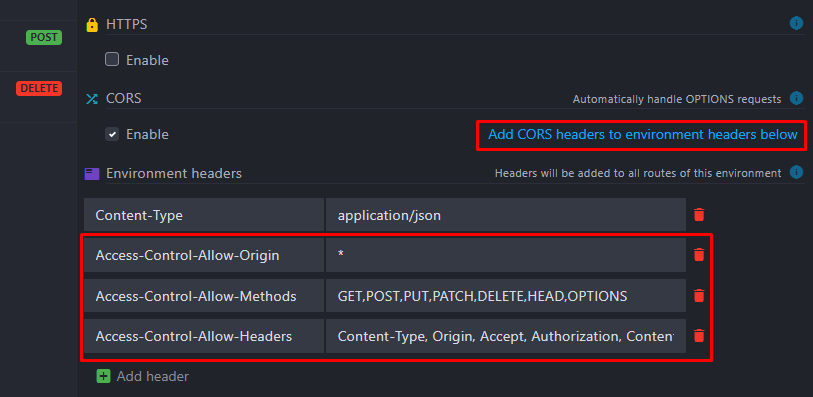 POST
DELETE
HTTPS
Enable
CORS
Automatically handle OPTIONS requests
Enable
Add CORS headers to environment headers below
Environment headers
Headers will be added to all routes of this environment
Content-Type application/json
Access-Control-Allow-Origin *
Access-Control-Allow-Methods GET,POST,PUT,PATCH,DELETE,HEAD,OPTIONS
Access-Control-Allow-Headers Content-Type, Origin, Accept, Authorization, Conten
Add header